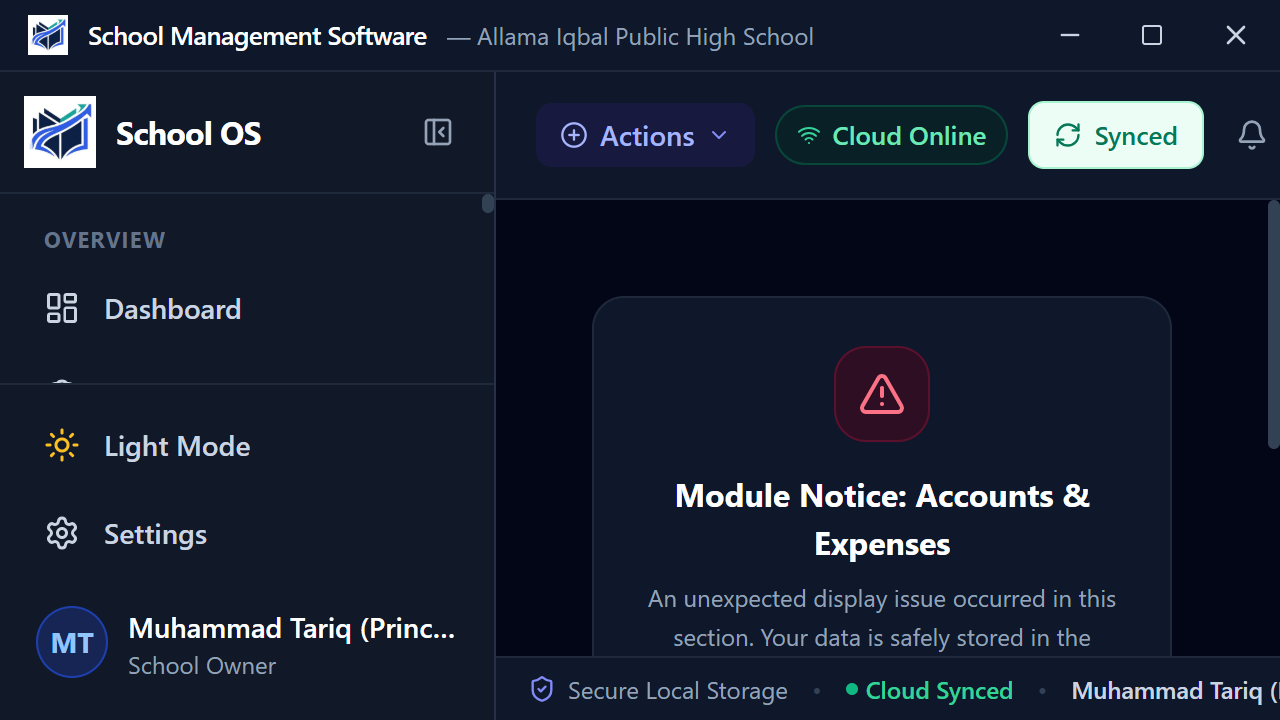 School Management Software — Allama Iqbal Public High School
School OS
Actions
Cloud Online
Synced
OVERVIEW
Dashboard
Light Mode
Settings
MT
Muhammad Tariq (Princ...
School Owner
Module Notice: Accounts &
Expenses
An unexpected display issue occurred in this
section. Your data is safely stored in the
Secure Local Storage • Cloud Synced • Muhammad Tariq (